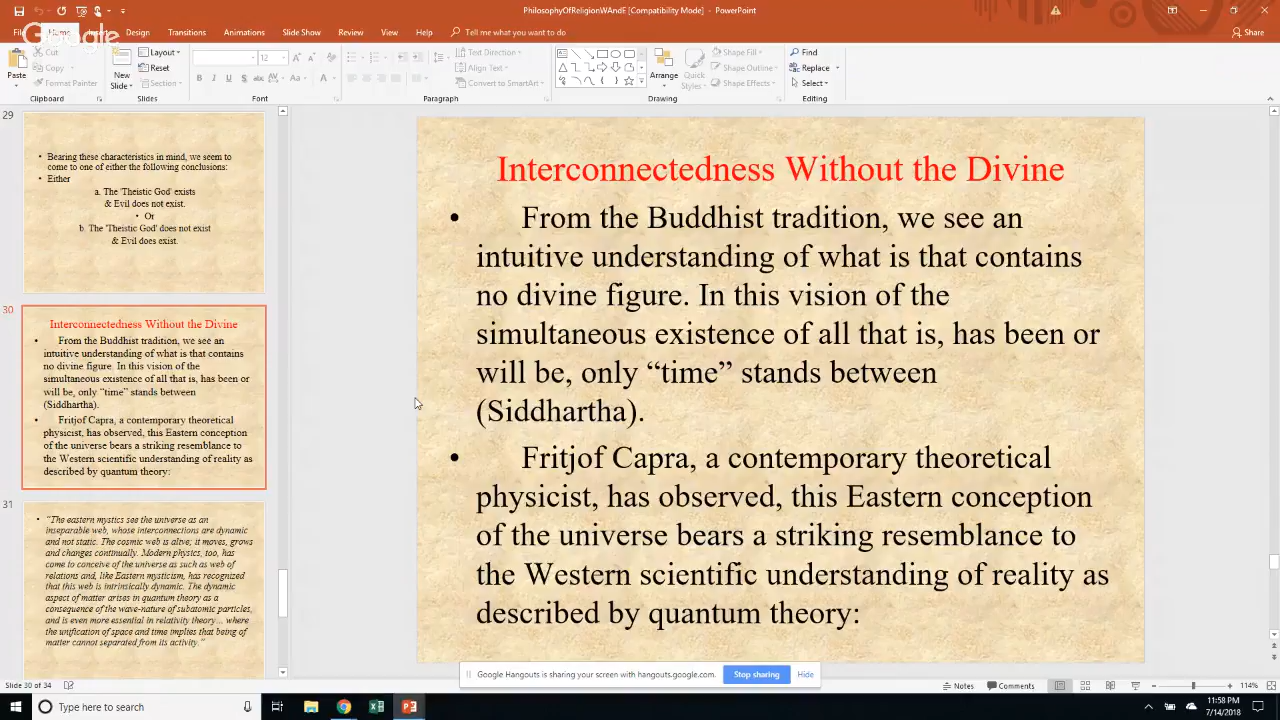 PhilosophyOfReligionWAndE [Compatibility Mode] - PowerPoint
File Home Insert Design Transitions Animations Slide Show Review View Help Tell me what you want to do Share
Google
Paste
Cut
Copy
Format Painter
Clipboard
New
Slide
Layout
Reset
Section
Slides
12
Font
Text Direction
Align Text
Convert to SmartArt
Paragraph
Arrange
Quick
Styles
Shape Fill
Shape Outline
Shape Effects
Drawing
Find
Replace
Select
Editing
29
• Bearing these characteristics in mind, we seem to
come to one of either the following conclusions:
• Either
a. The 'Theistic God' exists
& Evil does not exist.
• Or
b. The 'Theistic God' does not exist
& Evil does exist.
30
Interconnectedness Without the Divine
• From the Buddhist tradition, we see an
intuitive understanding of what is that contains
no divine figure. In this vision of the
simultaneous existence of all that is, has been or
will be, only “time” stands between
(Siddhartha).
• Fritjof Capra, a contemporary theoretical
physicist, has observed, this Eastern conception
of the universe bears a striking resemblance to
the Western scientific understanding of reality as
described by quantum theory:
31
• “The eastern mystics see the universe as an
inseparable web, whose interconnections are dynamic
and not static. The cosmic web is alive; it moves, grows
and changes continually. Modern physics, too, has
come to conceive of the universe as such as web of
relations and, like Eastern mysticism, has recognized
that this web is intrinsically dynamic. The dynamic
aspect of matter arises in quantum theory as a
consequence of the wave-nature of subatomic particles,
and is even more essential in relativity theory... where
the unification of space and time implies that being of
matter cannot separated from its activity.”
Interconnectedness Without the Divine
• From the Buddhist tradition, we see an
intuitive understanding of what is that contains
no divine figure. In this vision of the
simultaneous existence of all that is, has been or
will be, only “time” stands between
(Siddhartha).
• Fritjof Capra, a contemporary theoretical
physicist, has observed, this Eastern conception
of the universe bears a striking resemblance to
the Western scientific understanding of reality as
described by quantum theory:
Google Hangouts is sharing your screen with hangouts.google.com. Stop sharing Hide
Slide 30 of 34 Notes Comments 114%
Type here to search
11:58 PM
7/14/2018